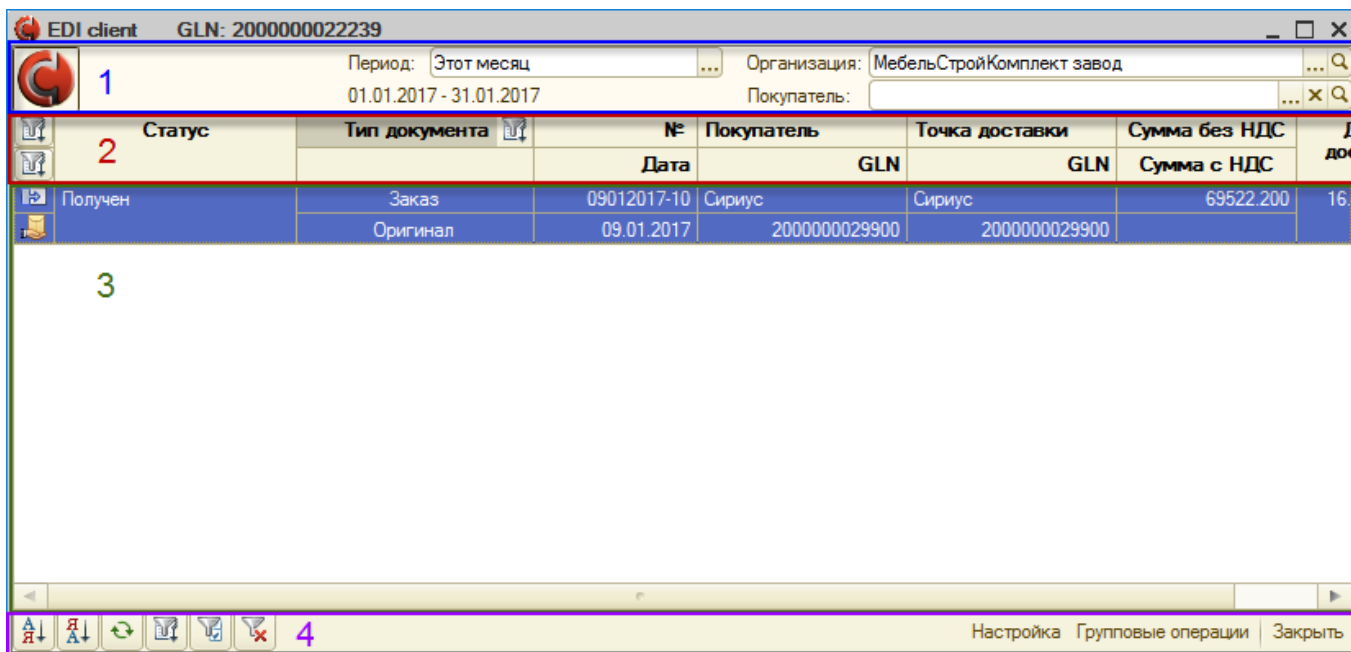 EDI client GLN: 2000000022239
1 Период: Этот месяц ... Организация: МебельСтройКомплект завод ...
01.01.2017 - 31.01.2017 Покупатель: ...
Статус Тип документа № Покупатель Точка доставки Сумма без НДС
2 Дата GLN GLN Сумма с НДС
Получен Заказ 09012017-10 Сириус Сириус 69522.200 16.
Оригинал 09.01.2017 2000000029900 2000000029900
3
4 Настройка Групповые операции Закрыть